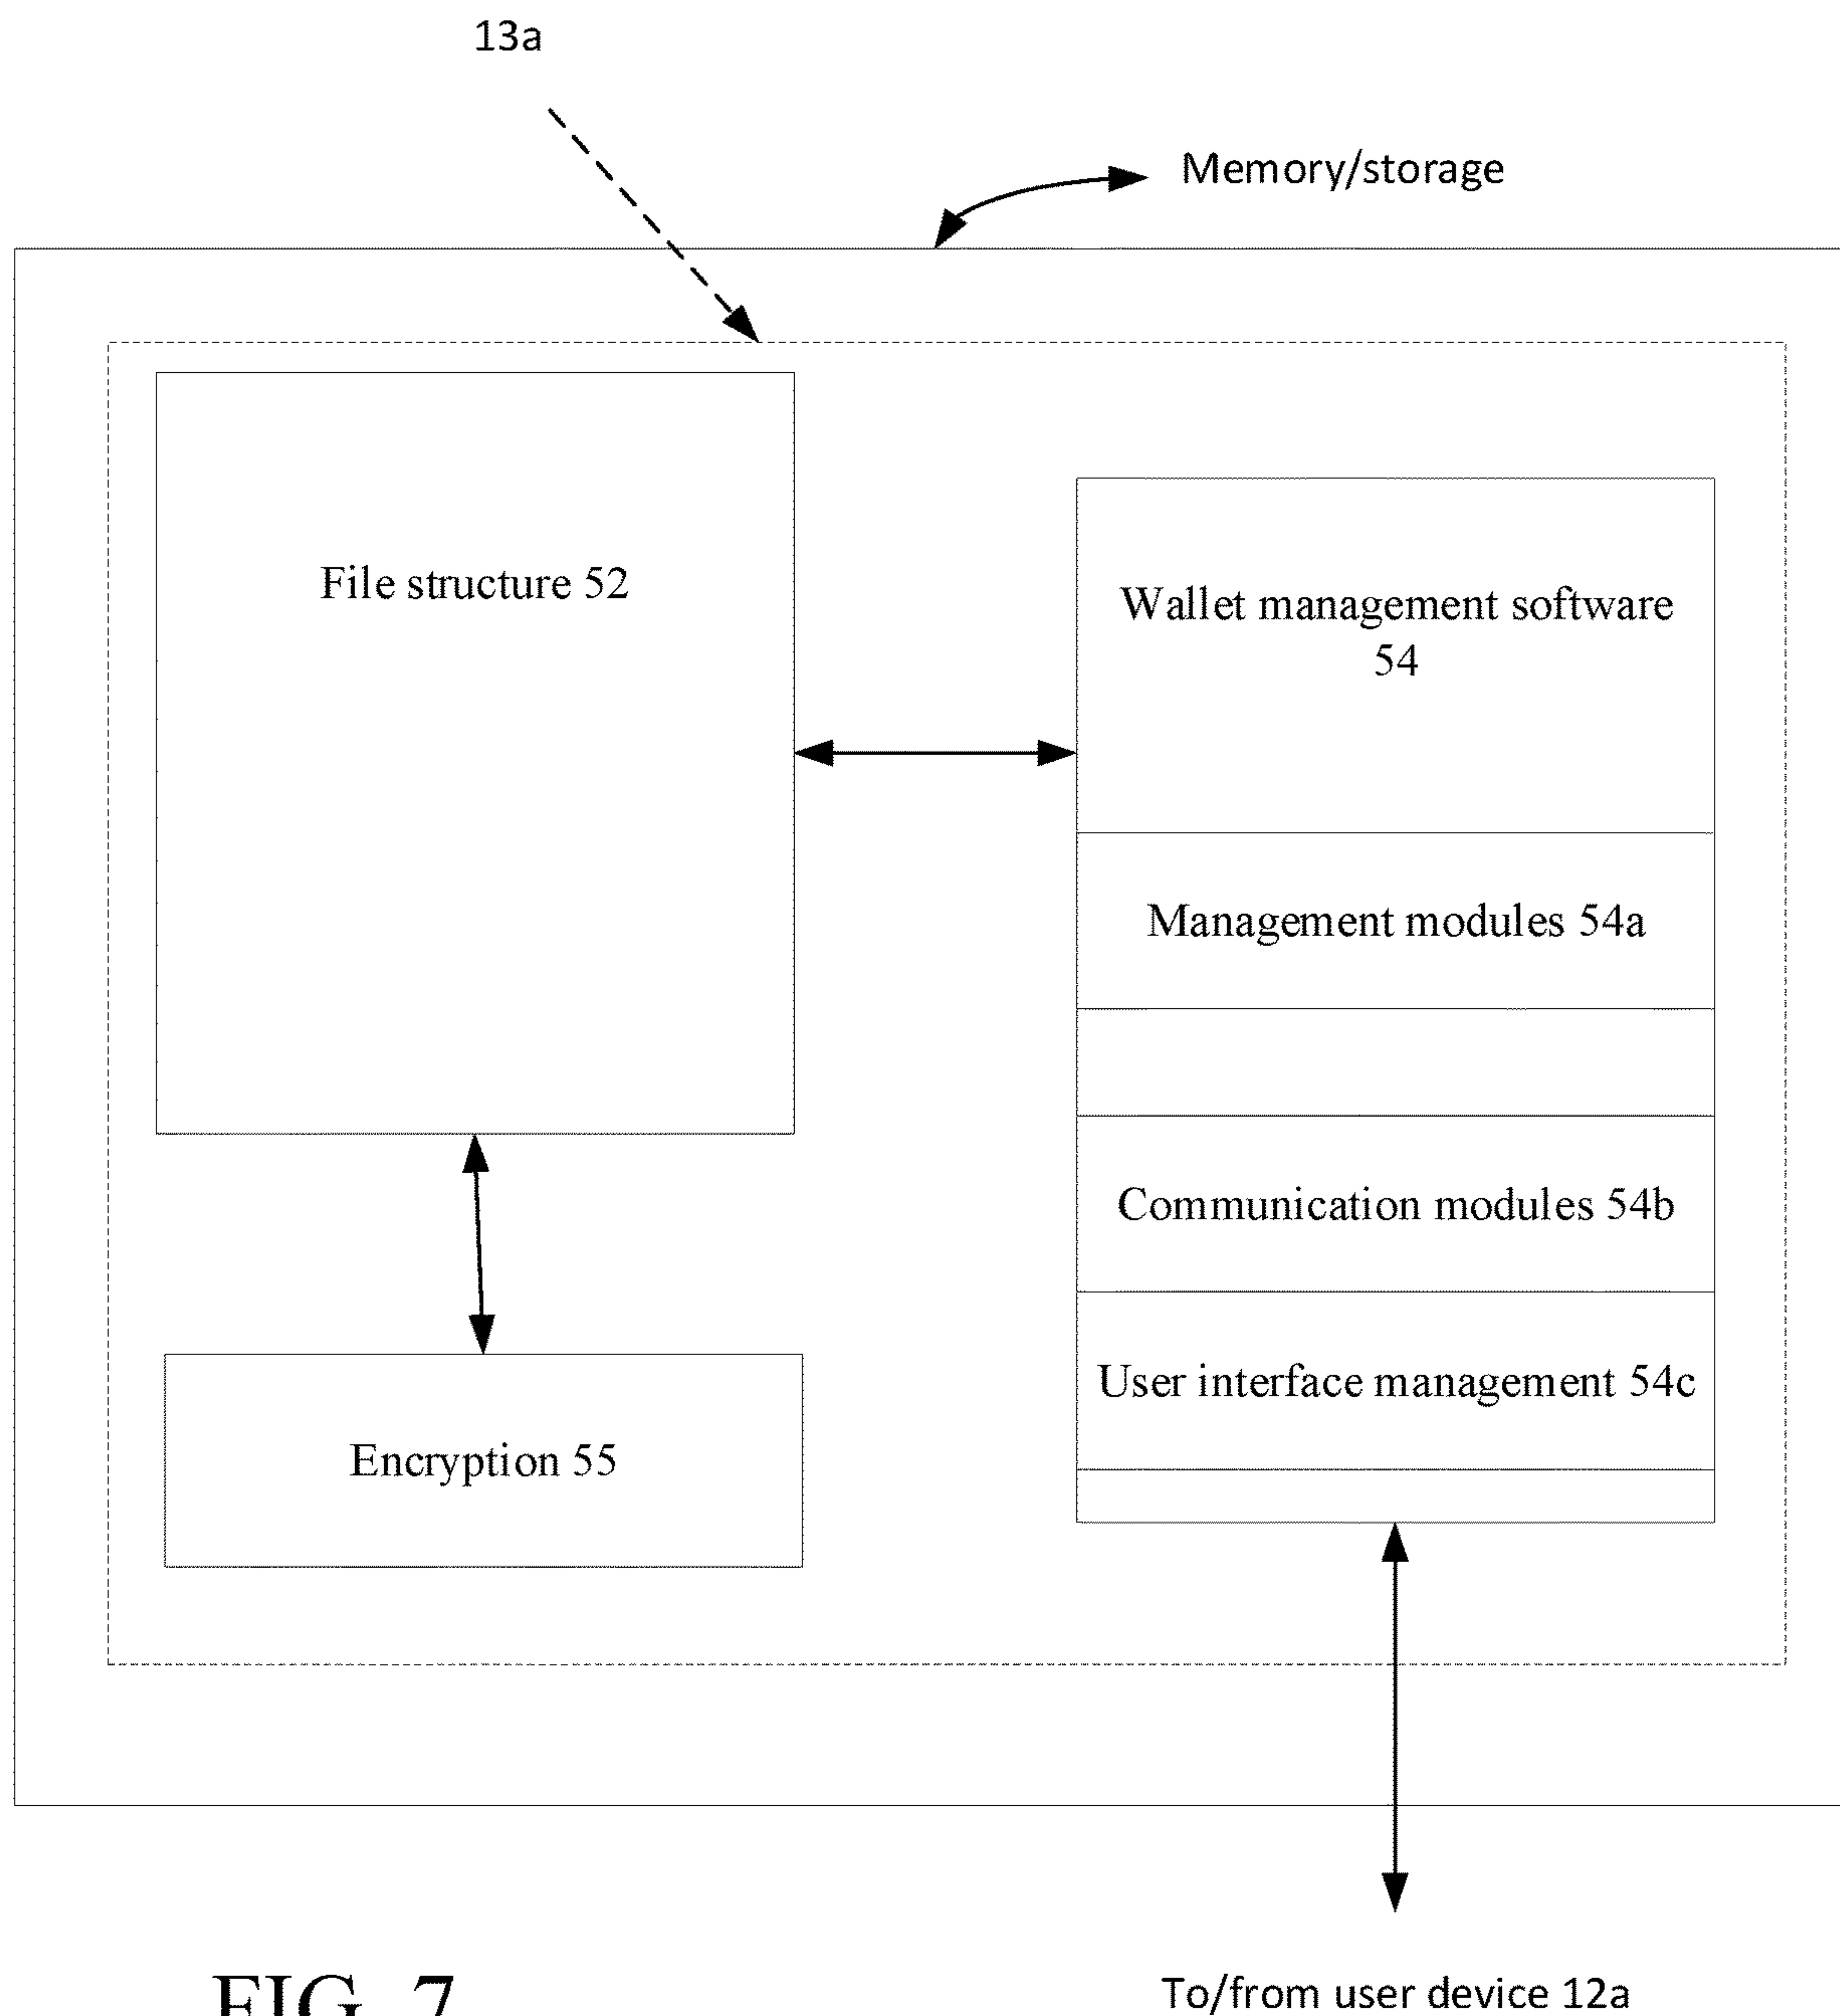 13a
Memory/storage
File structure 52
Wallet management software
54
Management modules 54a
Communication modules 54b
User interface management 54c
Encryption 55
To/from user device 12a
FIG. 7